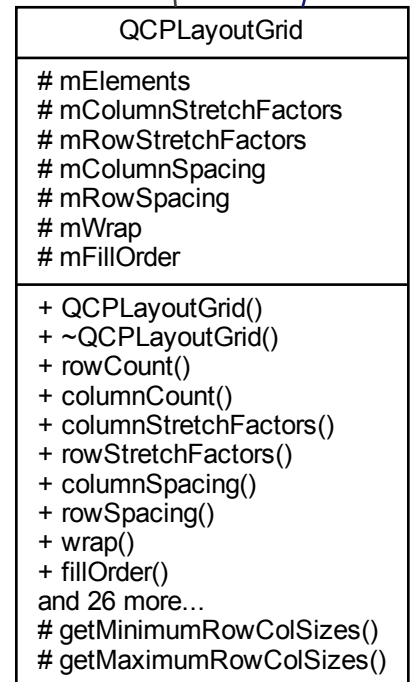 QCPLayoutGrid
# mElements
# mColumnStretchFactors
# mRowStretchFactors
# mColumnSpacing
# mRowSpacing
# mWrap
# mFillOrder
+ QCPLayoutGrid()
+ ~QCPLayoutGrid()
+ rowCount()
+ columnCount()
+ columnStretchFactors()
+ rowStretchFactors()
+ columnSpacing()
+ rowSpacing()
+ wrap()
+ fillOrder()
and 26 more...
# getMinimumRowColSizes()
# getMaximumRowColSizes()